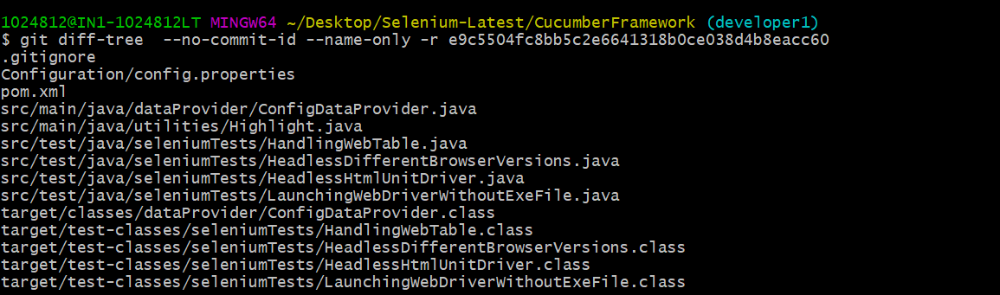 1024812@IN1-1024812LT MINGW64 ~/Desktop/Selenium-Latest/CucumberFramework (developer1)
$ git diff-tree  --no-commit-id --name-only -r e9c5504fc8bb5c2e6641318b0ce038d4b8eacc60
.gitignore
Configuration/config.properties
pom.xml
src/main/java/dataProvider/ConfigDataProvider.java
src/main/java/utilities/Highlight.java
src/test/java/seleniumTests/HandlingWebTable.java
src/test/java/seleniumTests/HeadlessDifferentBrowserVersions.java
src/test/java/seleniumTests/HeadlessHtmlUnitDriver.java
src/test/java/seleniumTests/LaunchingWebDriverWithoutExeFile.java
target/classes/dataProvider/ConfigDataProvider.class
target/test-classes/seleniumTests/HandlingWebTable.class
target/test-classes/seleniumTests/HeadlessDifferentBrowserVersions.class
target/test-classes/seleniumTests/HeadlessHtmlUnitDriver.class
target/test-classes/seleniumTests/LaunchingWebDriverWithoutExeFile.class